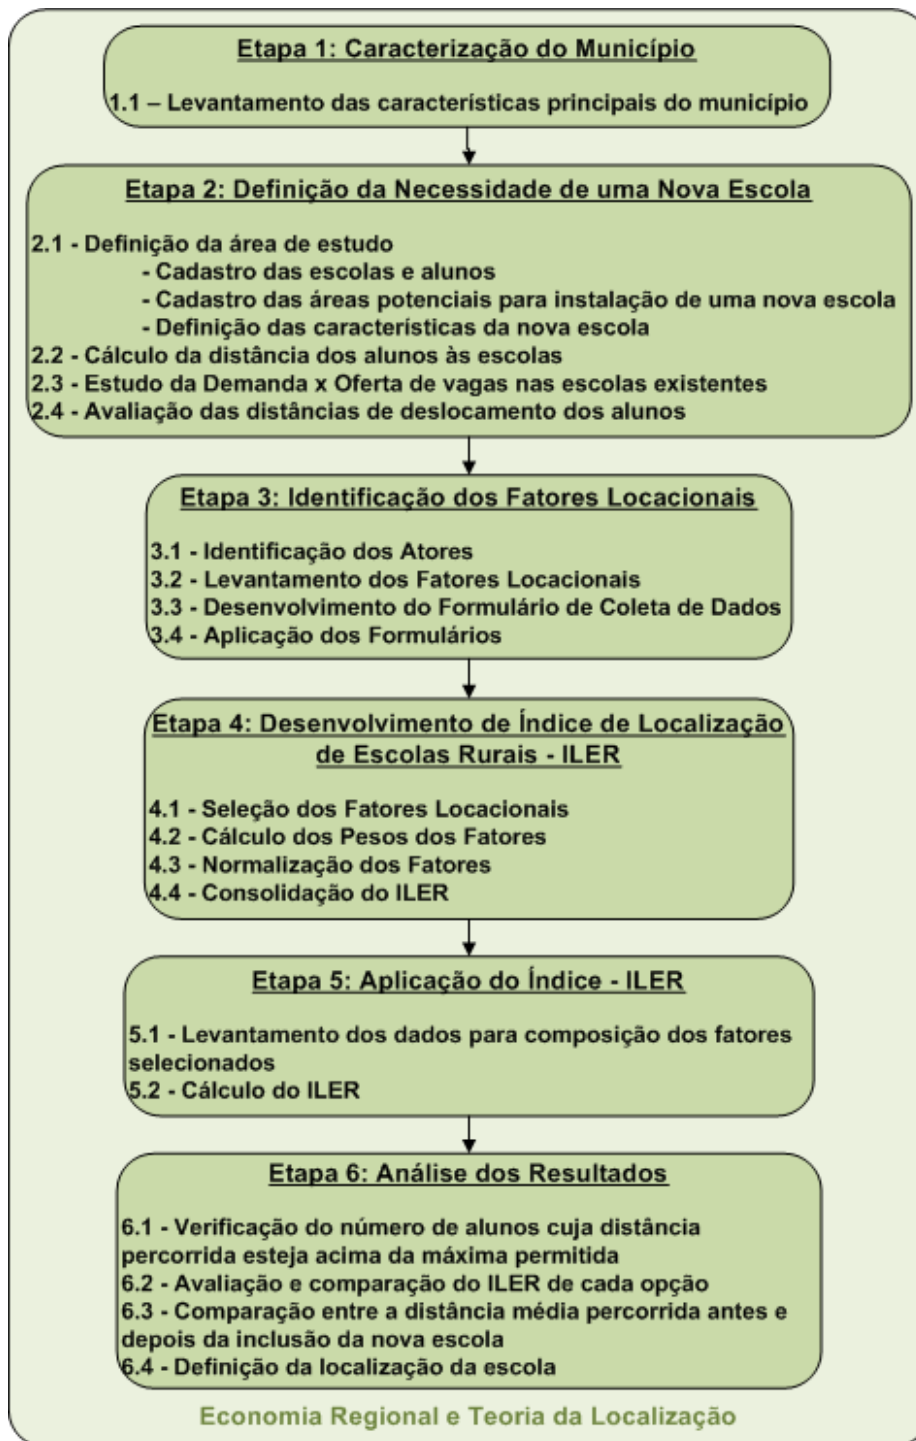 Etapa 1: Caracterização do Município
1.1 – Levantamento das características principais do município
Etapa 2: Definição da Necessidade de uma Nova Escola
2.1 - Definição da área de estudo
- Cadastro das escolas e alunos
- Cadastro das áreas potenciais para instalação de uma nova escola
- Definição das características da nova escola
2.2 - Cálculo da distância dos alunos às escolas
2.3 - Estudo da Demanda x Oferta de vagas nas escolas existentes
2.4 - Avaliação das distâncias de deslocamento dos alunos
Etapa 3: Identificação dos Fatores Locacionais
3.1 - Identificação dos Atores
3.2 - Levantamento dos Fatores Locacionais
3.3 - Desenvolvimento do Formulário de Coleta de Dados
3.4 - Aplicação dos Formulários
Etapa 4: Desenvolvimento de Índice de Localização
de Escolas Rurais - ILER
4.1 - Seleção dos Fatores Locacionais
4.2 - Cálculo dos Pesos dos Fatores
4.3 - Normalização dos Fatores
4.4 - Consolidação do ILER
Etapa 5: Aplicação do Índice - ILER
5.1 - Levantamento dos dados para composição dos fatores
selecionados
5.2 - Cálculo do ILER
Etapa 6: Análise dos Resultados
6.1 - Verificação do número de alunos cuja distância
percorrida esteja acima da máxima permitida
6.2 - Avaliação e comparação do ILER de cada opção
6.3 - Comparação entre a distância média percorrida antes e
depois da inclusão da nova escola
6.4 - Definição da localização da escola
Economia Regional e Teoria da Localização